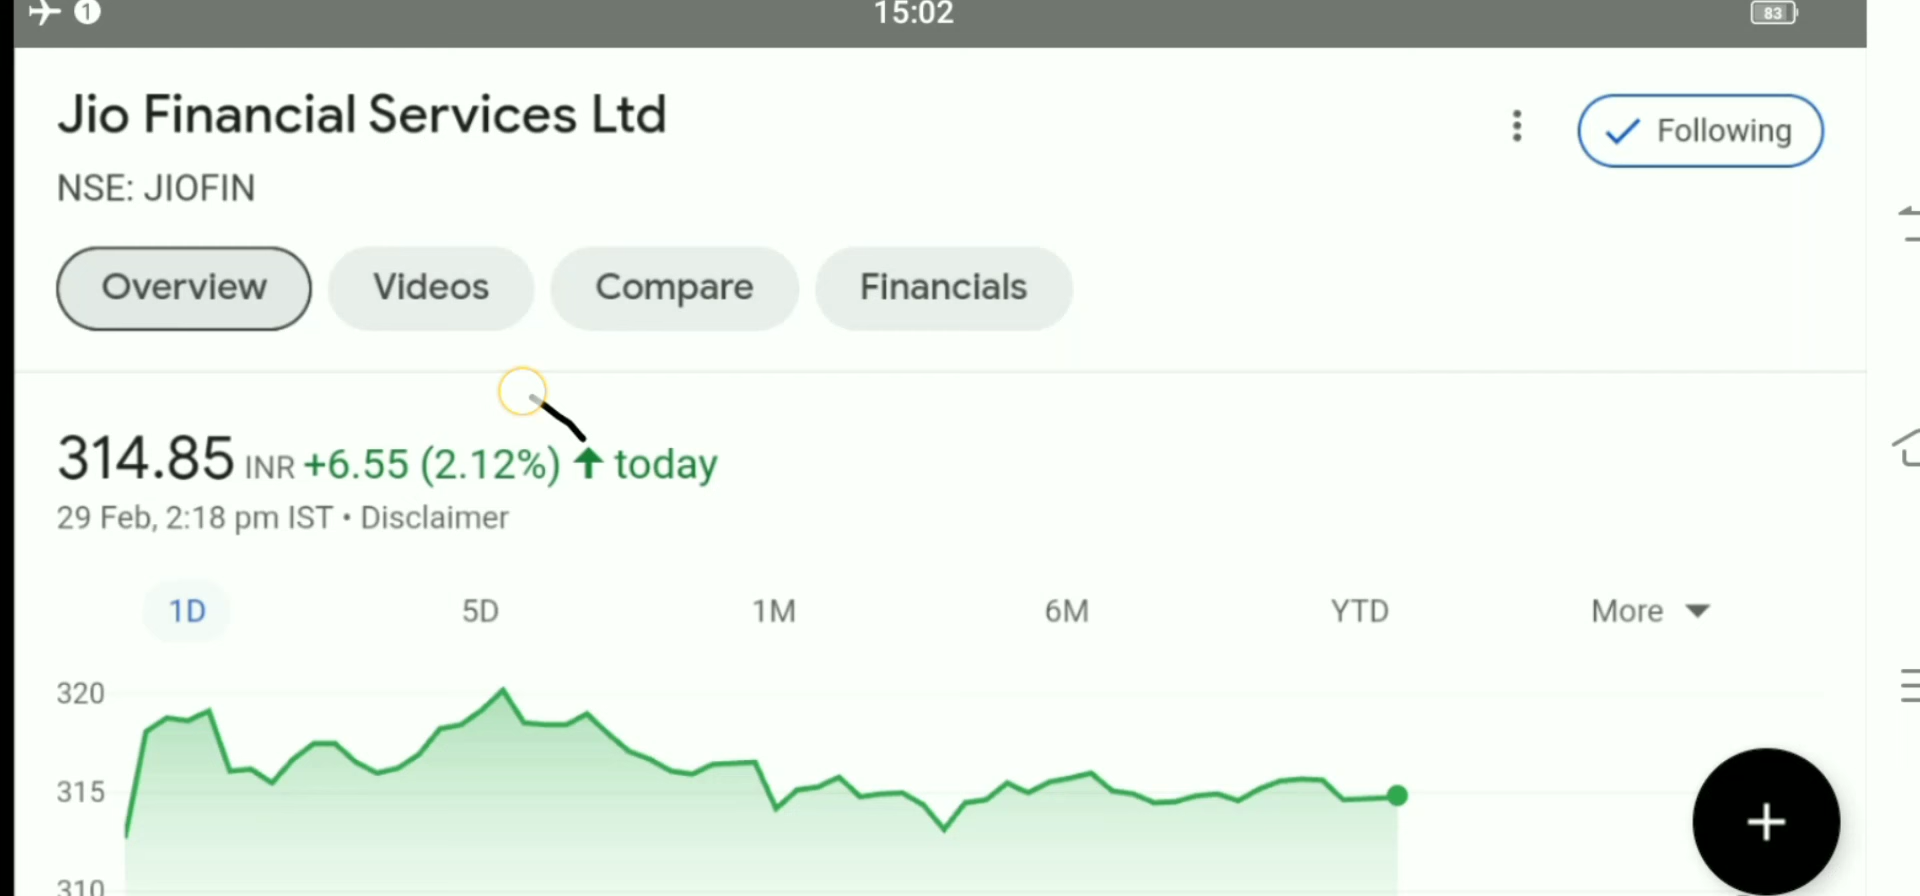 1 15:02 83
Jio Financial Services Ltd
Following
NSE: JIOFIN
Overview Videos Compare Financials
314.85 INR +6.55 (2.12%) ↑ today
29 Feb, 2:18 pm IST • Disclaimer
1D 5D 1M 6M YTD More
320
315
310
+